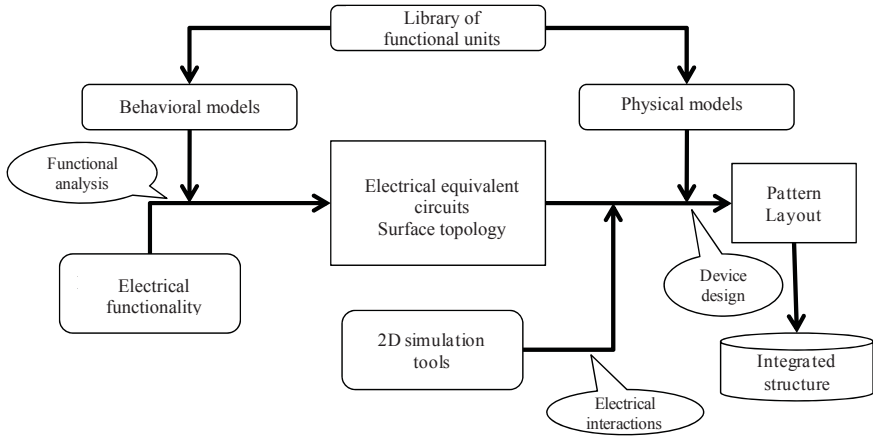 Library of
functional units
Behavioral models
Physical models
Functional
analysis
Electrical equivalent
circuits
Surface topology
Pattern
Layout
Electrical
functionality
Device
design
2D simulation
tools
Integrated
structure
Electrical
interactions